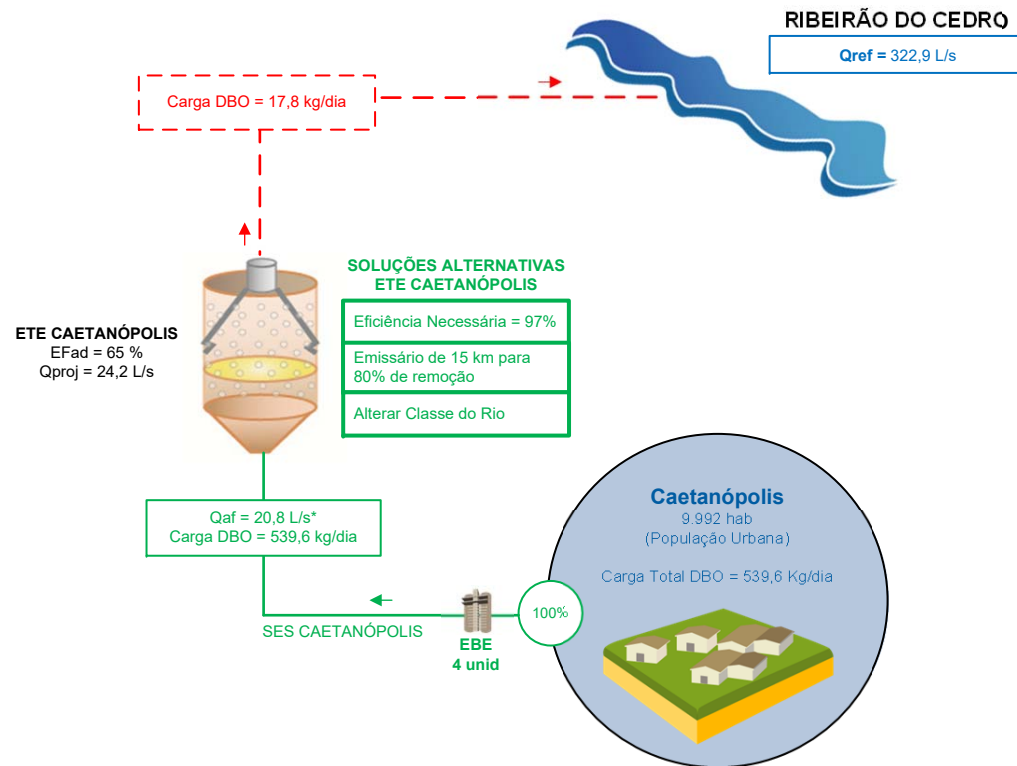 RIBEIRÃO DO CEDRO
Qref = 322,9 L/s
Carga DBO = 17,8 kg/dia
SOLUÇÕES ALTERNATIVAS
ETE CAETANÓPOLIS
Eficiência Necessária = 97%
Emissário de 15 km para
80% de remoção
Alterar Classe do Rio
ETE CAETANÓPOLIS
EFad = 65 %
Qproj = 24,2 L/s
Qaf = 20,8 L/s*
Carga DBO = 539,6 kg/dia
SES CAETANÓPOLIS
EBE
4 unid
100%
Caetanópolis
9.992 hab
(População Urbana)
Carga Total DBO = 539,6 Kg/dia